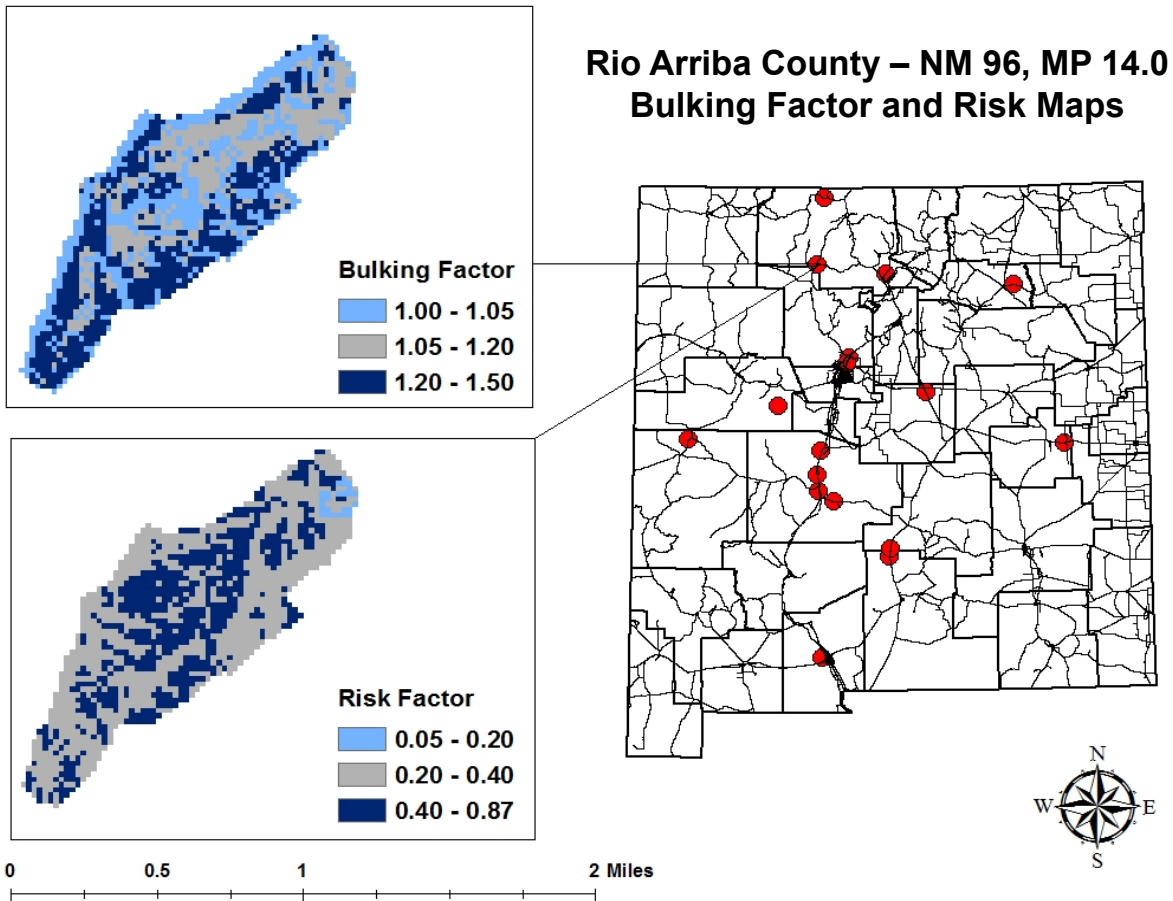 Rio Arriba County – NM 96, MP 14.0
Bulking Factor and Risk Maps
Bulking Factor
1.00 - 1.05
1.05 - 1.20
1.20 - 1.50
Risk Factor
0.05 - 0.20
0.20 - 0.40
0.40 - 0.87
N
W E
S
0 0.5 1 2 Miles